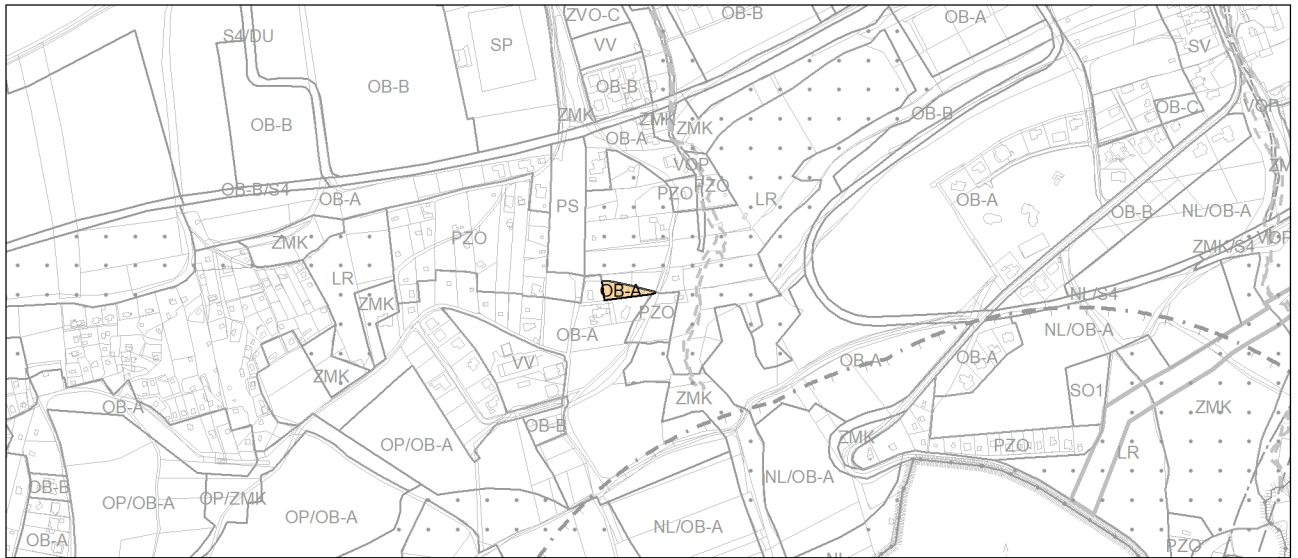 ZVO-C
OB-B
OB-A
S4/DU
VV
SP
SV
OB-B
OB-B
OB-C
VOP
OB-B
ZMK
ZMK
ZMK
OB-B
OB-A
VOP
PZO
PZO
LR
OB-B/S4
OB-A
PS
OB-A
OB-B
NL/OB-A
PZO
ZMK
VOP
ZMK/S4
LR
OB-A
NL/S4
ZMK
PZO
NL/OB-A
OB-A
VV
OB-A
OB-A
ZMK
SO1
ZMK
ZMK
OB-A
OB-B
ZMK
OP/OB-A
PZO
LR
NL/OB-A
OB-B
OP/ZMK
OP/OB-A
OP/OB-A
NL/OB-A
OB-A
PZO